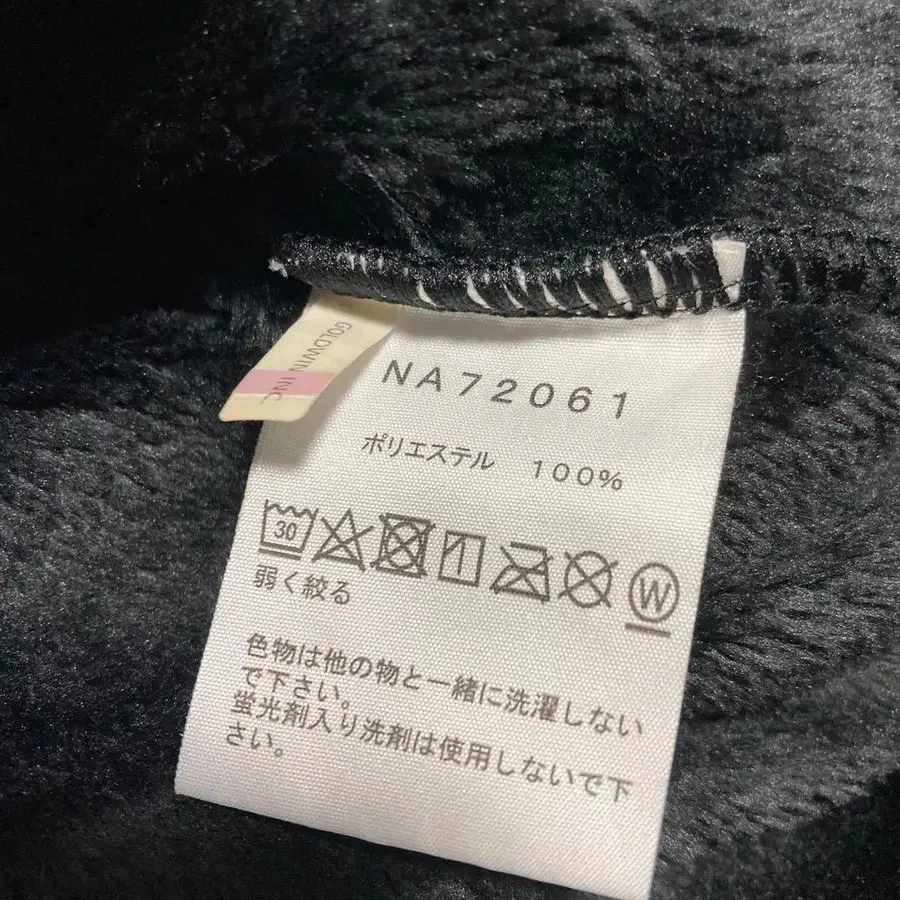 GOLDWIN INC.
NA72061
ポリエステル 100%
30
W
弱く絞る
色物は他の物と一緒に洗濯しない
で下さい。
蛍光剤入り洗剤は使用しないで下
さい。